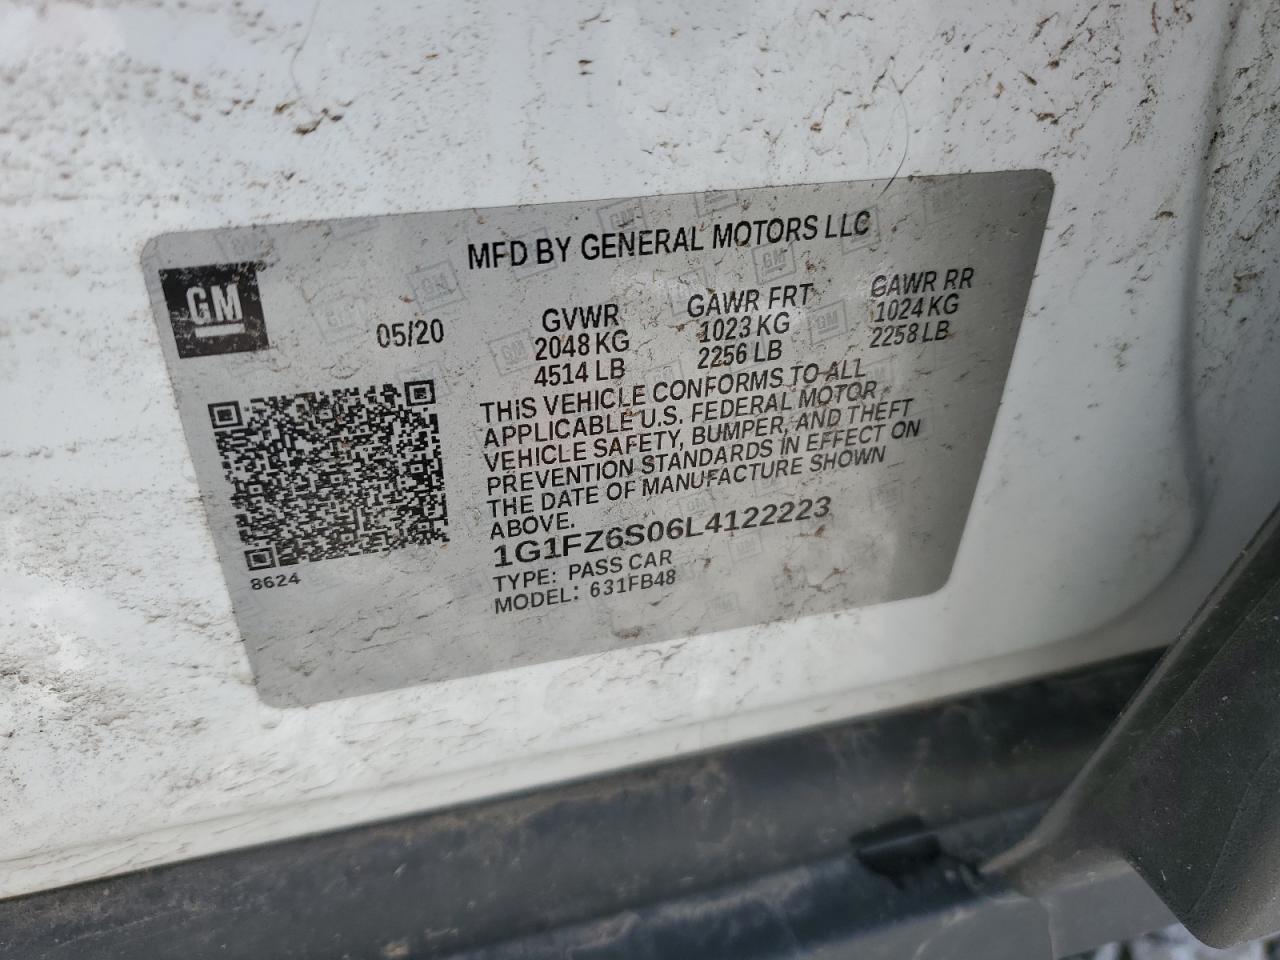 MFD BY GENERAL MOTORS LLC
GM
05/20
GVWR
2048 KG
4514 LB
GAWR FRT
1023 KG
2256 LB
GAWR RR
1024 KG
2258 LB
THIS VEHICLE CONFORMS TO ALL
APPLICABLE U.S. FEDERAL MOTOR
VEHICLE SAFETY, BUMPER, AND THEFT
PREVENTION STANDARDS IN EFFECT ON
THE DATE OF MANUFACTURE SHOWN
ABOVE.
1G1FZ6S06L4122223
TYPE: PASS CAR
MODEL: 631FB48
8624